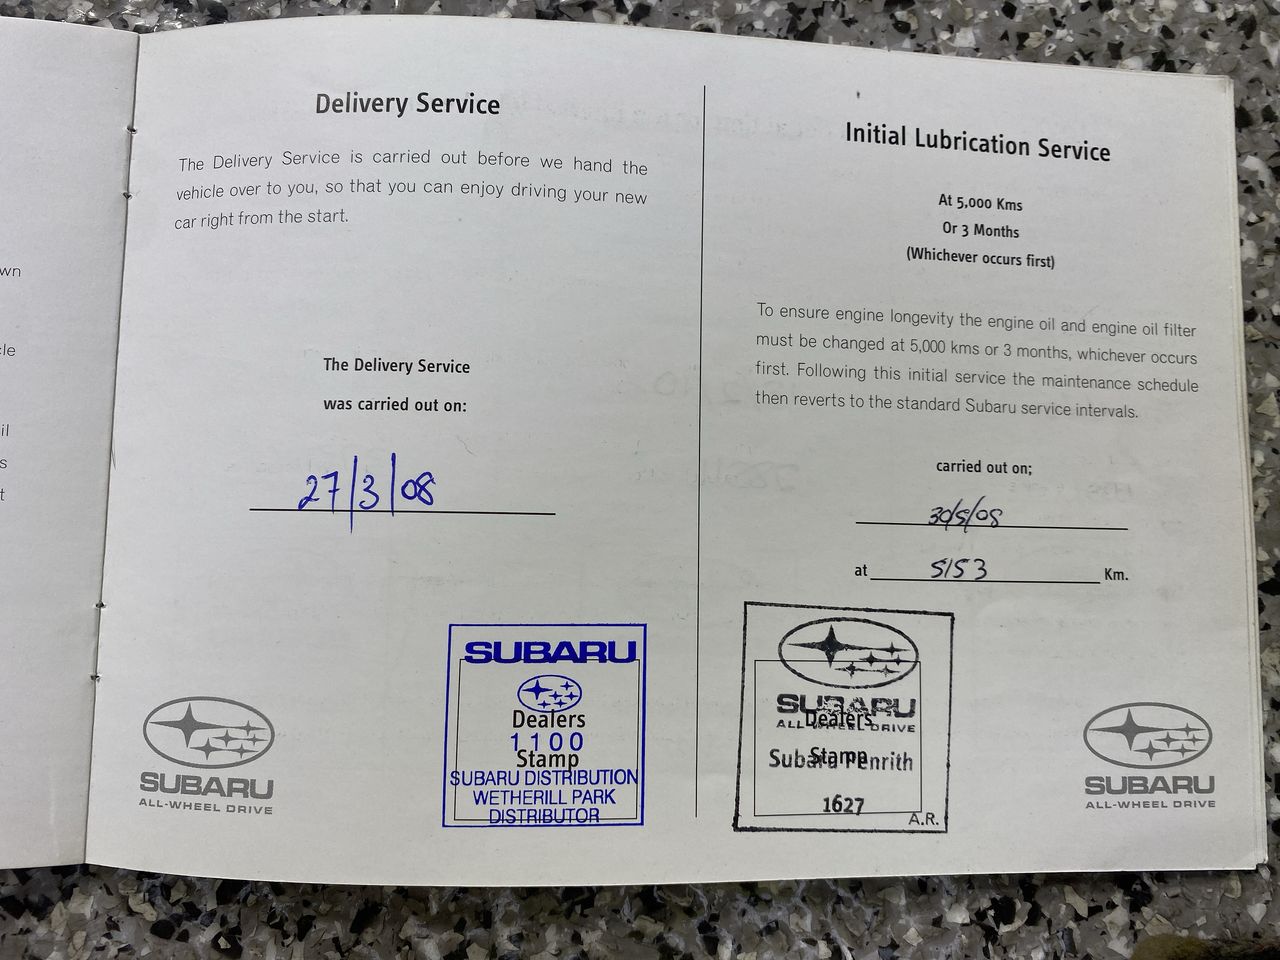 wn
cle
il
s
t
Delivery Service
The Delivery Service is carried out before we hand the
vehicle over to you, so that you can enjoy driving your new
car right from the start.
The Delivery Service
was carried out on:
27/3/08
SUBARU
Dealers
1100
Stamp
SUBARU DISTRIBUTION
WETHERILL PARK
DISTRIBUTOR
SUBARU
ALL-WHEEL DRIVE
Initial Lubrication Service
At 5,000 Kms
Or 3 Months
(Whichever occurs first)
To ensure engine longevity the engine oil and engine oil filter
must be changed at 5,000 kms or 3 months, whichever occurs
first. Following this initial service the maintenance schedule
then reverts to the standard Subaru service intervals.
carried out on;
30/5/08
at 5153 Km.
SUBARU
Dealers
ALL-WHEEL DRIVE
Stamp
Subaru Penrith
1627
A.R.
SUBARU
ALL-WHEEL DRIVE